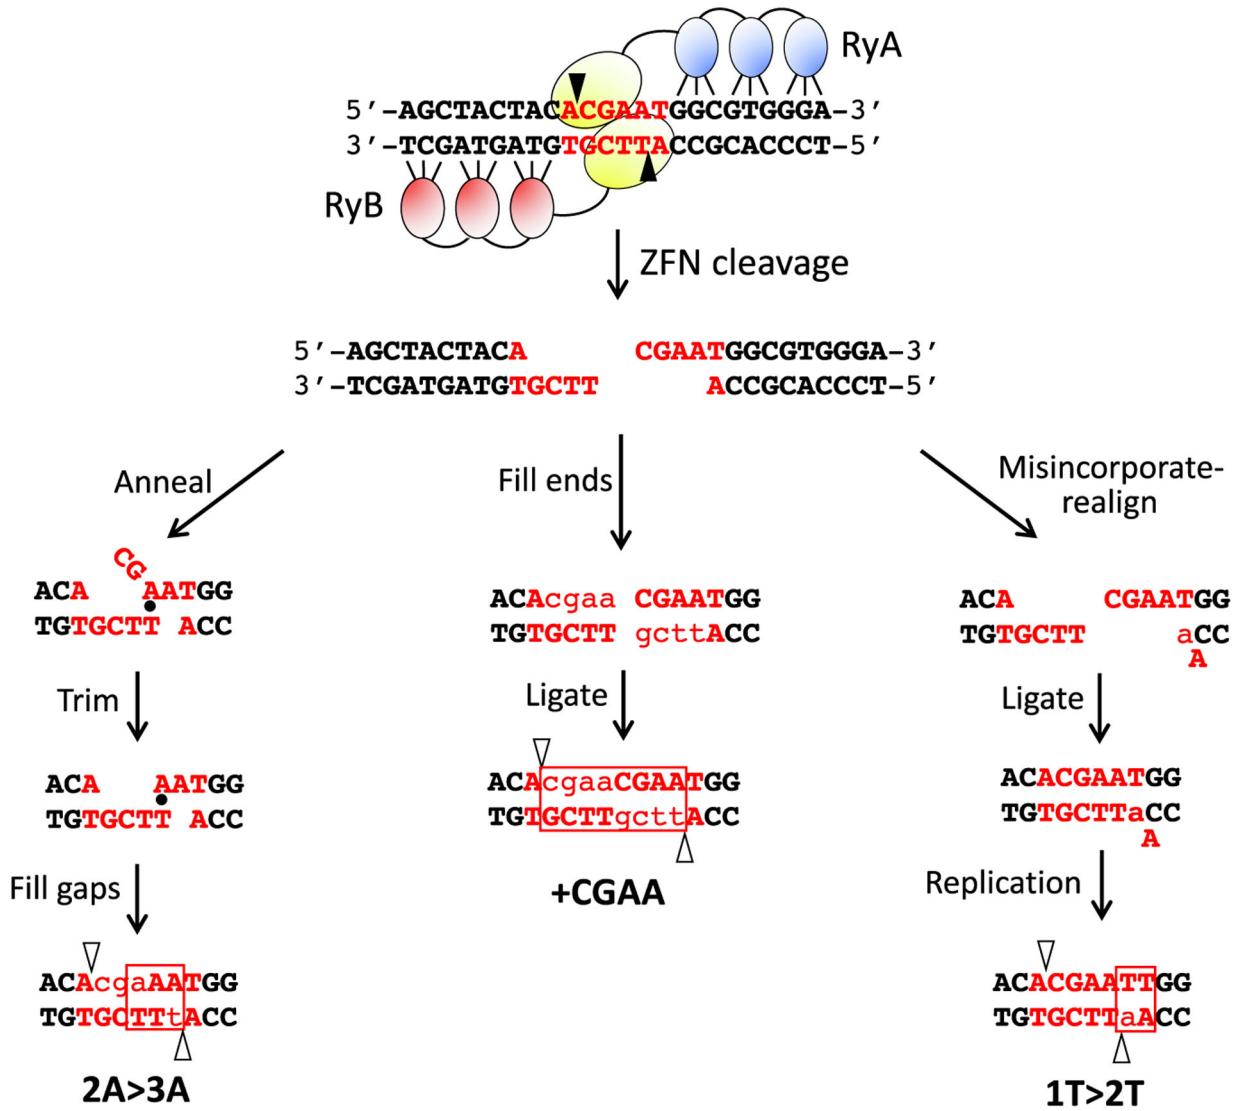 RyA
5′-AGCTACTACACGAATGGCGTGGGA-3′
3′-TCGATGATGTGCTTACCGCACCCT-5′
RyB
ZFN cleavage
5′-AGCTACTACA CGAATGGCGTGGGA-3′
3′-TCGATGATGTGCTT ACCGCACCCT-5′
Anneal
Fill ends
Misincorporate-
realign
CG
ACA AATGG
TGTGCTT ACC
ACAcgaa CGAATGG
TGTGCTT gcttACC
ACA CGAATGG
TGTGCTT aCC
A
Trim
Ligate
Ligate
ACA AATGG
TGTGCTT ACC
ACAcgaaCGAATGG
TGTGCTTgcttACC
ACACGAATGG
TGTGCTTaCC
A
Fill gaps
+CGAA
Replication
ACAcgaAATGG
TGTGCTTtACC
ACACGAATTGG
TGTGCTTaACC
2A>3A
1T>2T